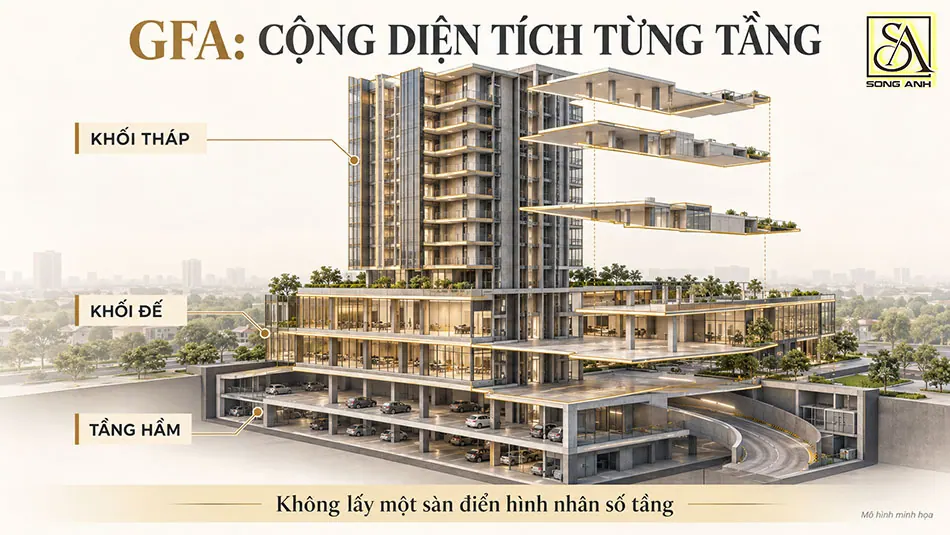 GFA: CỘNG DIỆN TÍCH TỪNG TẦNG
SA
SONG ANH
KHỐI THÁP
KHỐI ĐẾ
TẦNG HẦM
Không lấy một sàn điển hình nhân số tầng
Mô hình minh họa